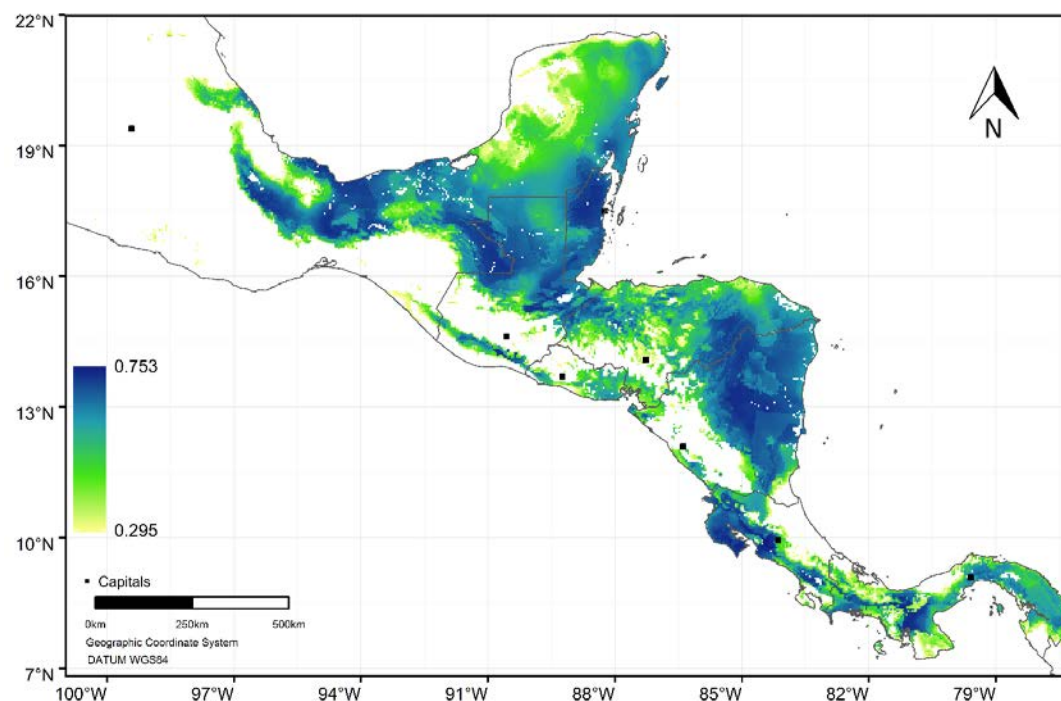 22°N
N
19°N
16°N
0.753
13°N
0.295
10°N
Capitals
0km 250km 500km
Geographic Coordinate System
DATUM WGS84
7°N
100°W 97°W 94°W 91°W 88°W 85°W 82°W 79°W